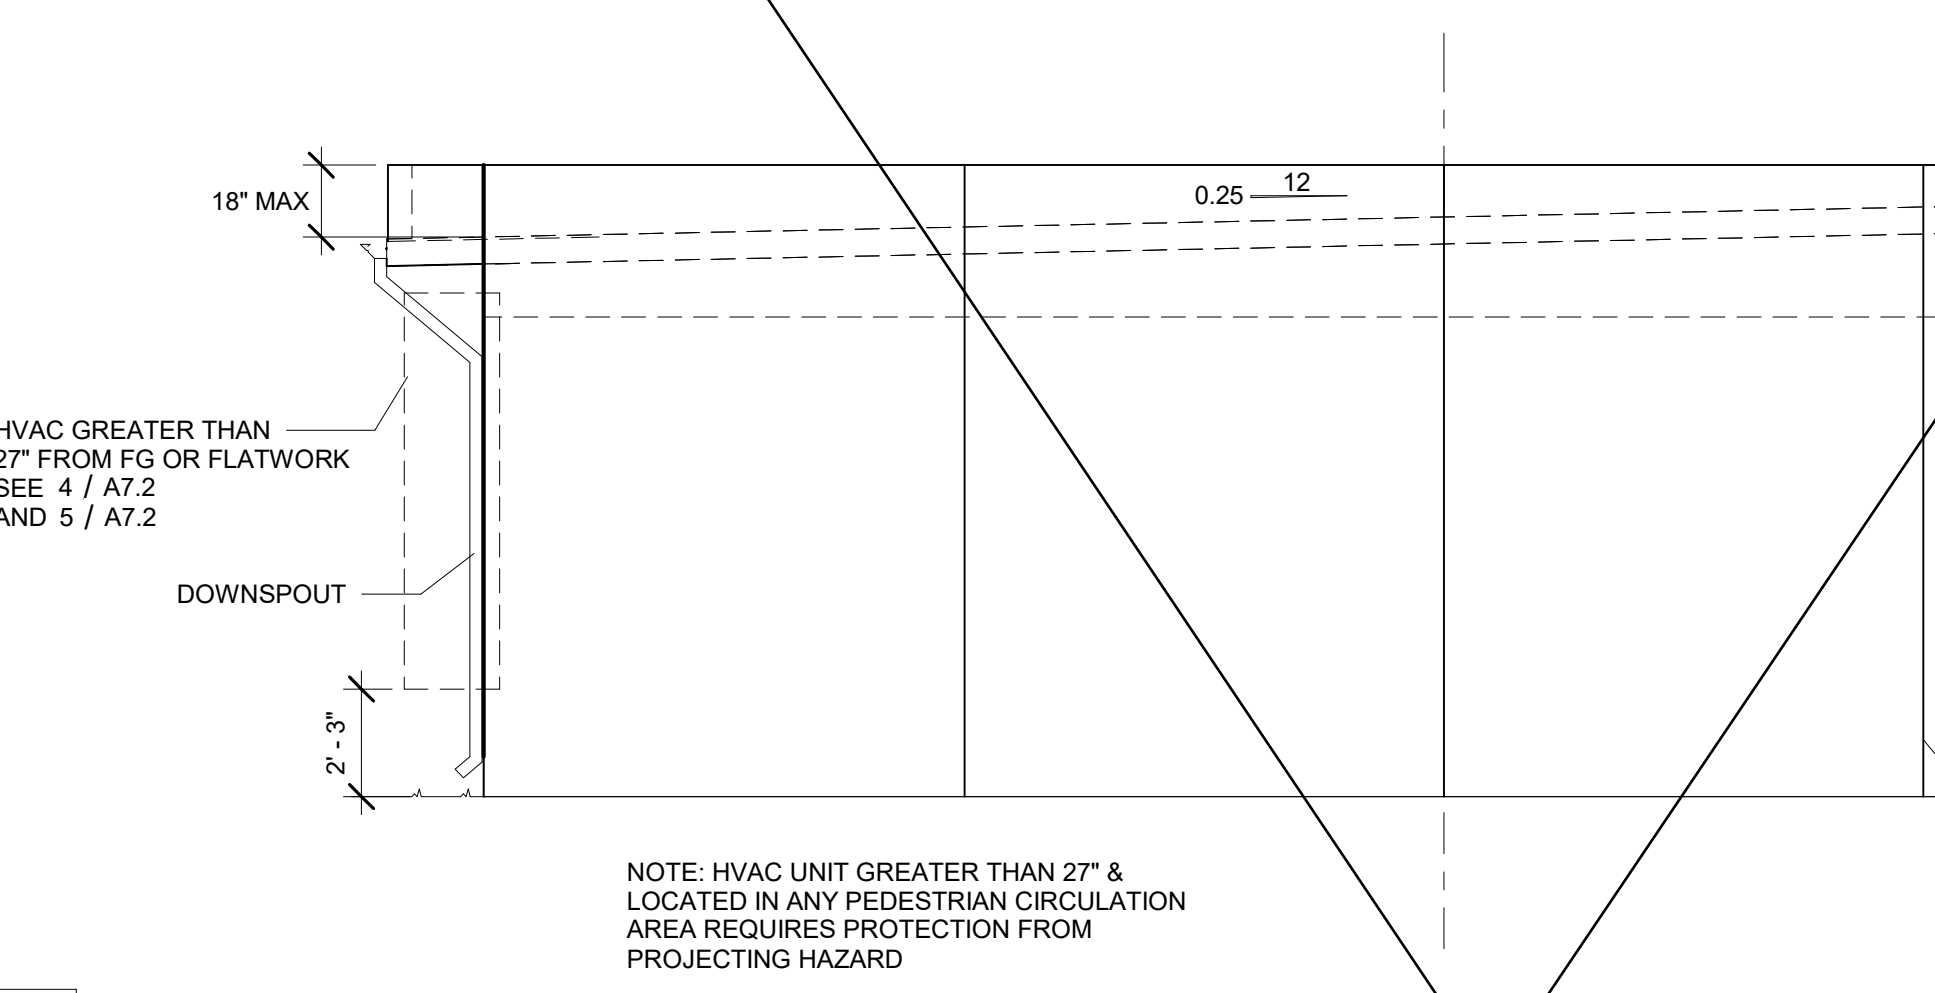 18" MAX
0.25
12
HVAC GREATER THAN
27" FROM FG OR FLATWORK
SEE 4 / A7.2
AND 5 / A7.2
DOWNSPOUT
2' - 3"
NOTE: HVAC UNIT GREATER THAN 27" &
LOCATED IN ANY PEDESTRIAN CIRCULATION
AREA REQUIRES PROTECTION FROM
PROJECTING HAZARD